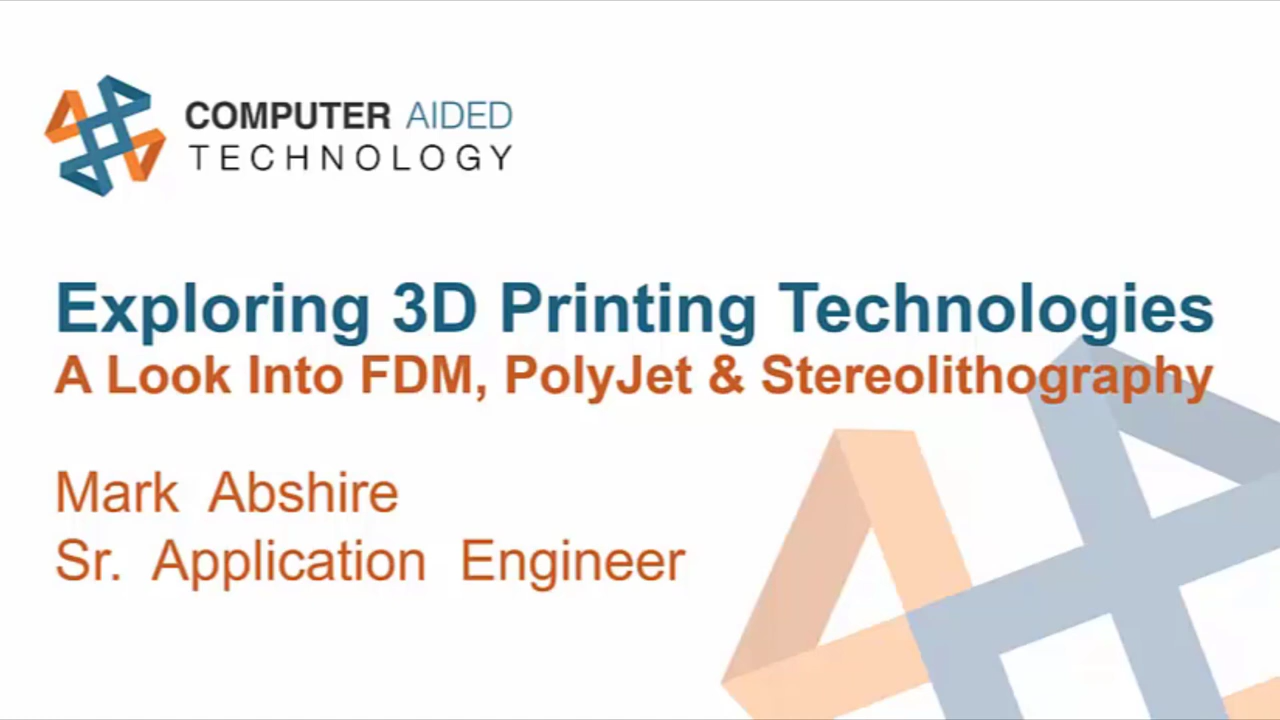 COMPUTER AIDED
TECHNOLOGY
Exploring 3D Printing Technologies
A Look Into FDM, PolyJet & Stereolithography
Mark Abshire
Sr. Application Engineer